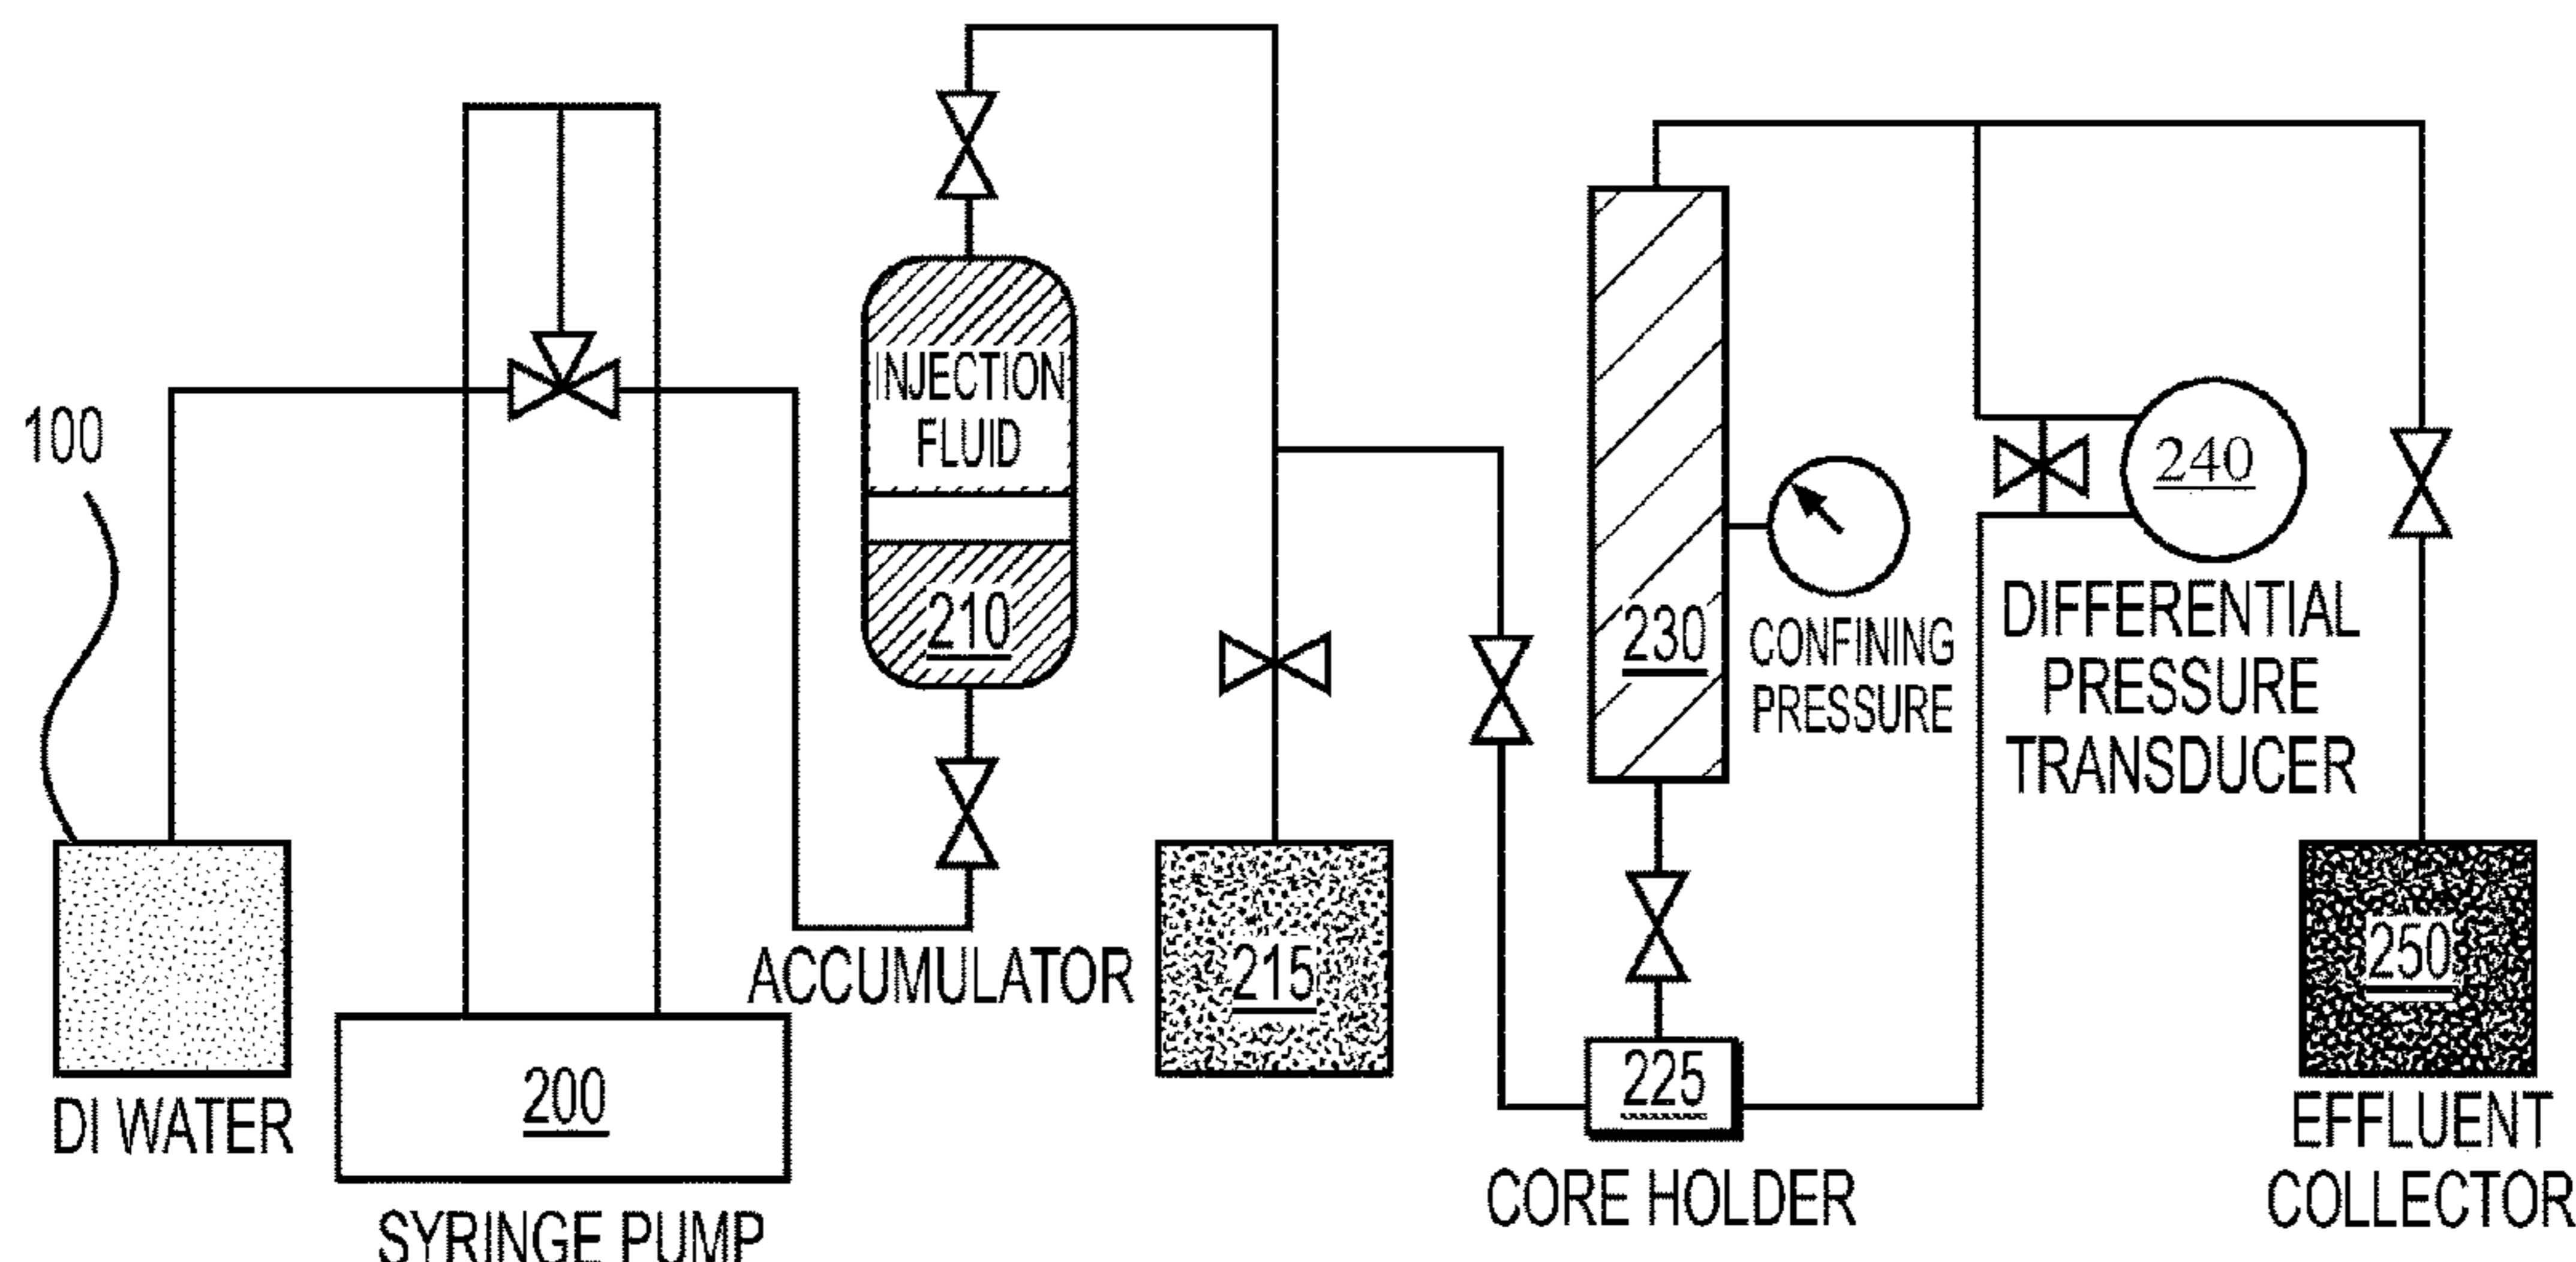 100
DI WATER
200
SYRINGE PUMP
INJECTION
FLUID
210
ACCUMULATOR
215
230
CONFINING
PRESSURE
225
CORE HOLDER
240
DIFFERENTIAL
PRESSURE
TRANSDUCER
250
EFFLUENT
COLLECTOR